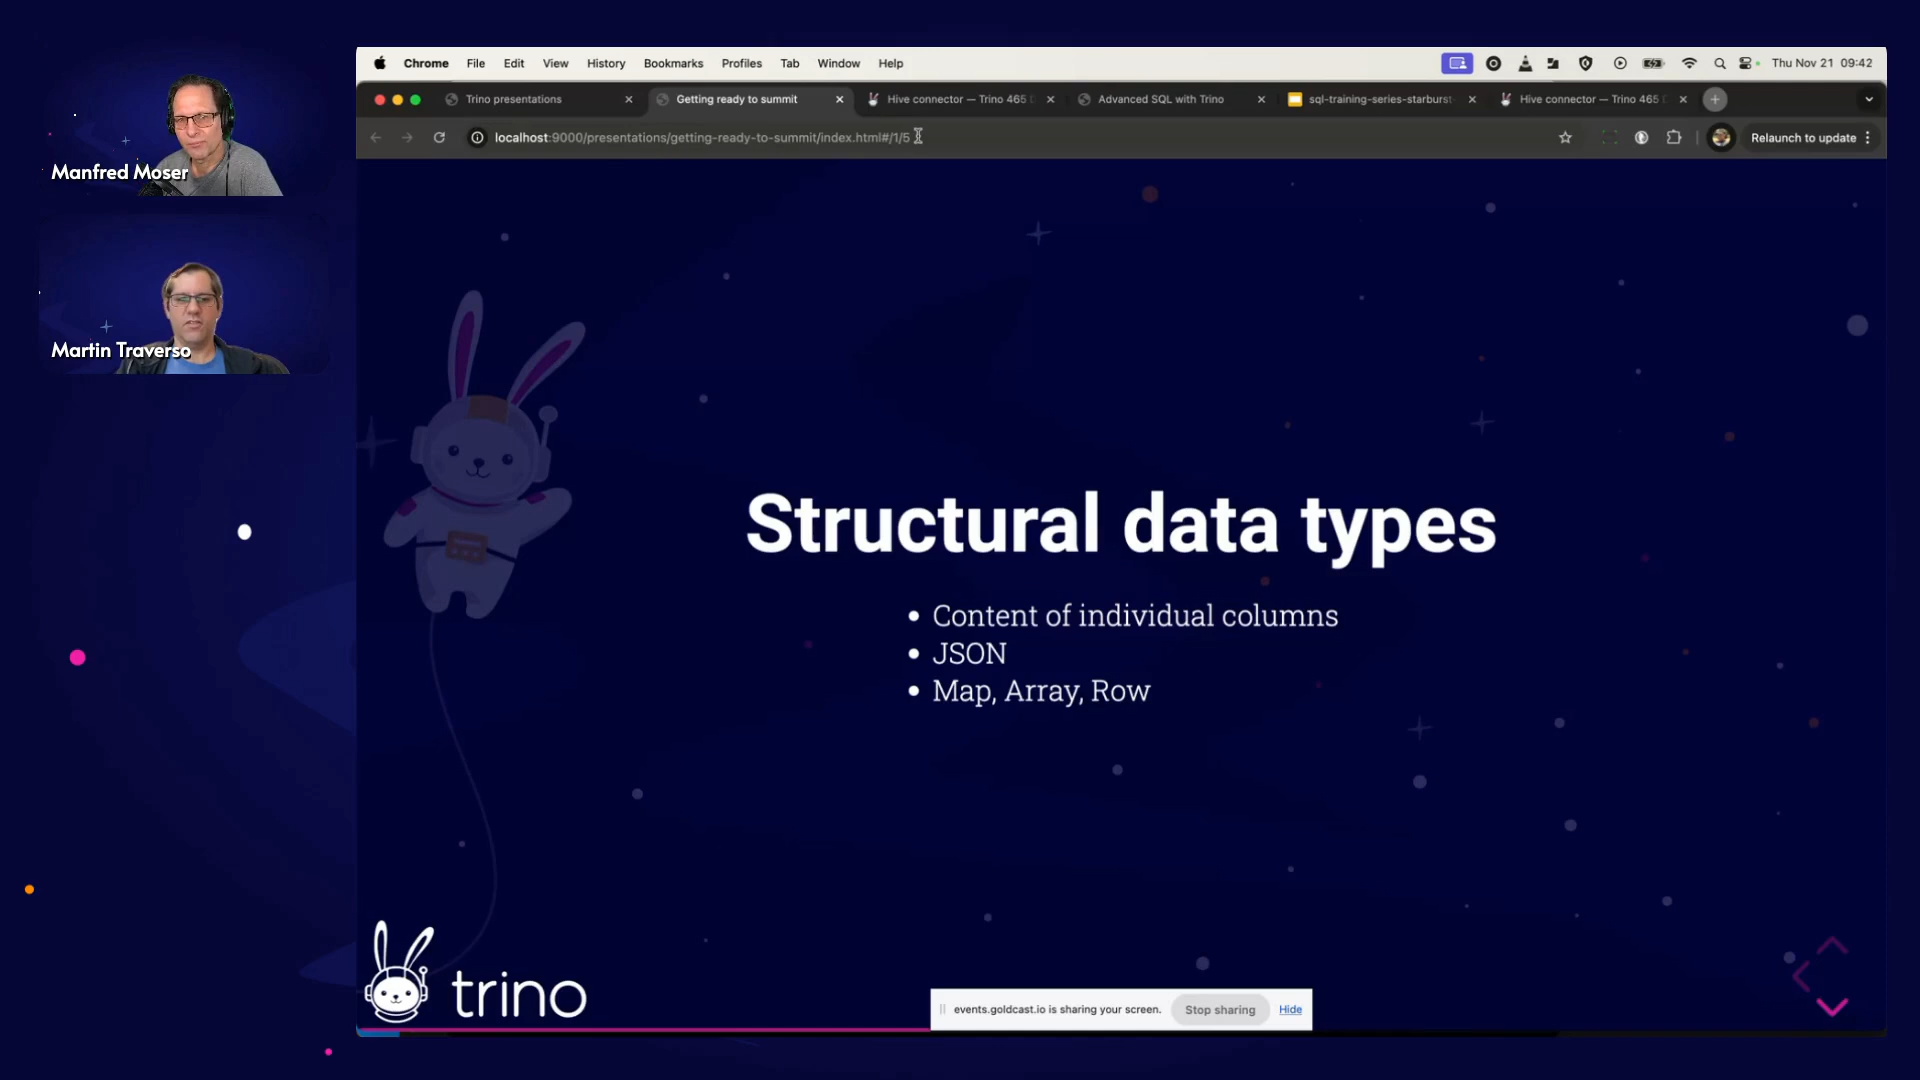 Chrome File Edit View History Bookmarks Profiles Tab Window Help Thu Nov 21 09:42
Trino presentations Getting ready to summit Hive connector — Trino 465 Advanced SQL with Trino sql-training-series-starburst Hive connector — Trino 465
localhost:9000/presentations/getting-ready-to-summit/index.html#/1/5 Relaunch to update
Manfred Moser
Martin Traverso
Structural data types
• Content of individual columns
• JSON
• Map, Array, Row
trino
events.goldcast.io is sharing your screen. Stop sharing Hide